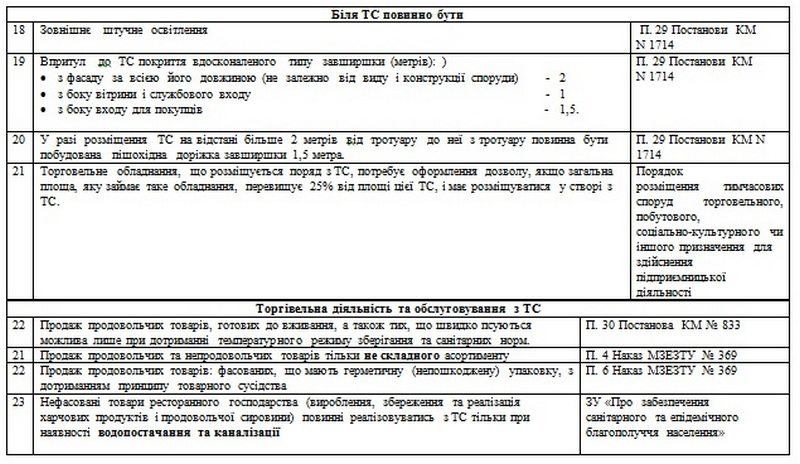 Біля ТС повинно бути
18 Зовнішнє штучне освітлення П. 29 Постанови КМ
N 1714
19 Впритул до ТС покриття вдосконаленого типу завширшки (метрів): ) П. 29 Постанови КМ
• з фасаду за всією його довжиною (не залежно від виду і конструкції споруди) - 2 N 1714
• з боку вітрини і службового входу - 1
• з боку входу для покупців - 1,5.
20 У разі розміщення ТС на відстані більше 2 метрів від тротуару до неї з тротуару повинна бути П. 29 Постанови КМ N
побудована пішохідна доріжка завширшки 1,5 метра. 1714
21 Торговельне обладнання, що розміщується поряд з ТС, потребує оформлення дозволу, якщо загальна Порядок
площа, яку займає таке обладнання, перевищує 25% від площі цієї ТС, і має розміщуватися у створі з розміщення тимчасових
ТС. споруд торговельного,
побутового,
соціально-культурного чи
іншого призначення для
здійснення
підприємницької
діяльності
Торгівельна діяльність та обслуговування з ТС
22 Продаж продовольчих товарів, готових до вживання, а також тих, що швидко псуються П. 30 Постанова КМ № 833
можлива лише при дотриманні температурного режиму зберігання та санітарних норм.
21 Продаж продовольчих та непродовольчих товарів тільки не складного асортименту П. 4 Наказ МЗЕЗТУ № 369
22 Продаж продовольчих товарів: фасованих, що мають герметичну (непошкоджену) упаковку, з П. 6 Наказ МЗЕЗТУ № 369
дотриманням принципу товарного сусідства
23 Нефасовані товари ресторанного господарства (вироблення, збереження та реалізація ЗУ «Про забезпечення
харчових продуктів і продовольчої сировини) повинні реалізовуватись з ТС тільки при санітарного та епідемічного
наявності водопостачання та каналізації благополуччя населення»